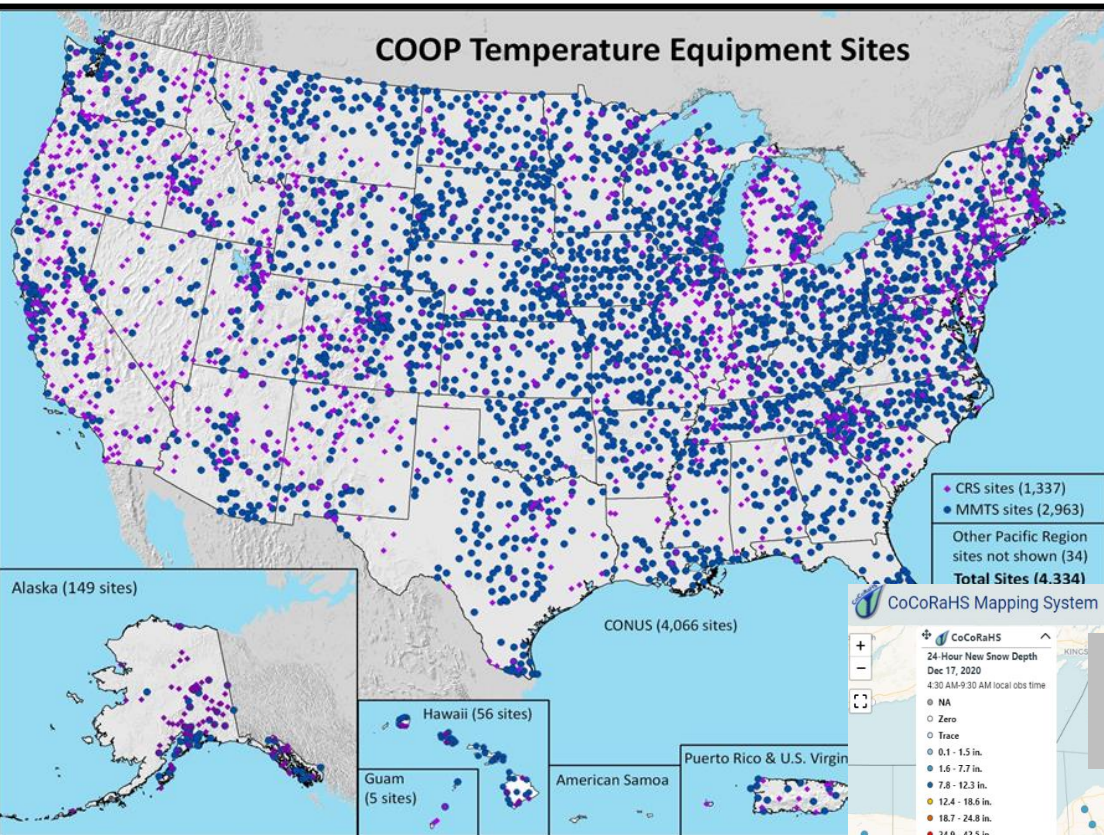 COOP Temperature Equipment Sites
CRS sites (1,337)
MMTS sites (2,963)
Other Pacific Region
sites not shown (34)
Total Sites (4,334)
Alaska (149 sites)
CONUS (4,066 sites)
Hawaii (56 sites)
Guam
(5 sites)
American Samoa
Puerto Rico & U.S. Virgin
CoCoRaHS Mapping System
+
−
CoCoRaHS
24-Hour New Snow Depth
Dec 17, 2020
4:30 AM-9:30 AM local obs time
NA
Zero
Trace
0.1 - 1.5 in.
1.6 - 7.7 in.
7.8 - 12.3 in.
12.4 - 18.6 in.
18.7 - 24.8 in.
KINGS